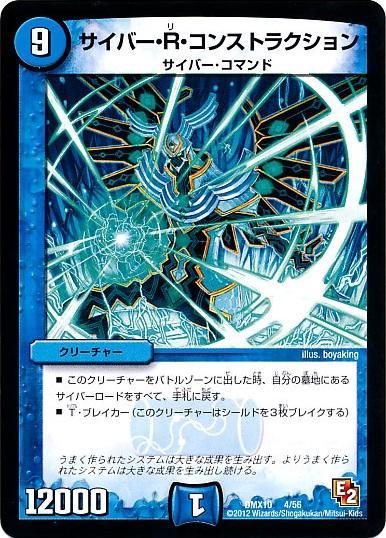 9
リ
サイバー・R・コンストラクション
サイバー・コマンド
クリーチャー
illus. boyaking
■ このクリーチャーをバトルゾーンに出した時、自分の墓地にある
サイバーロードをすべて、手札に戻す。
■ T・ブレイカー (このクリーチャーはシールドを３枚ブレイクする)
うまく作られたシステムは大きな成果を生み出す。よりうまく作ら
れたシステムは大きな成果を生み出し続ける。
12000
1
E2
DMX10 4/56
©2012 Wizards/Shogakukan/Mitsui-Kids